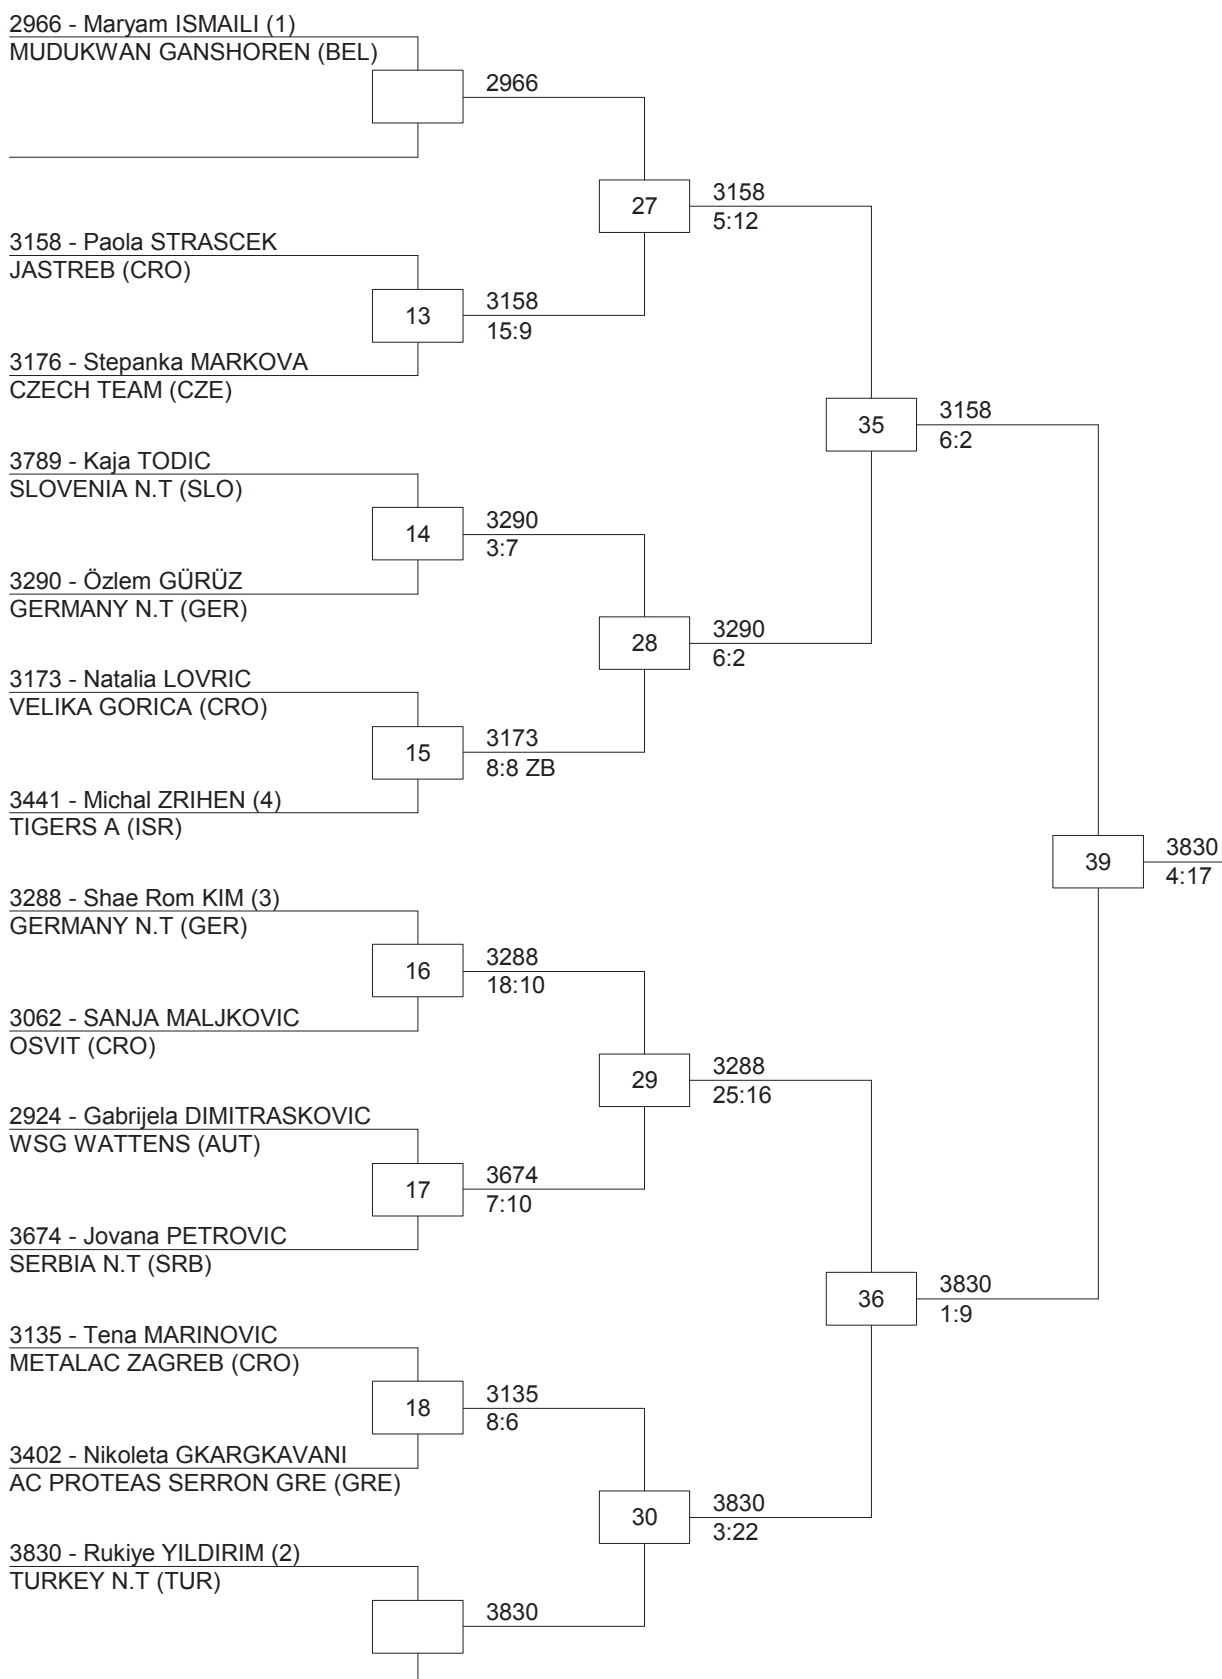 2966 - Maryam ISMAILI (1)
MUDUKWAN GANSHOREN (BEL)
2966
27
3158
5:12
3158 - Paola STRASCEK
JASTREB (CRO)
13
3158
15:9
3176 - Stepanka MARKOVA
CZECH TEAM (CZE)
35
3158
6:2
3789 - Kaja TODIC
SLOVENIA N.T (SLO)
14
3290
3:7
3290 - Özlem GÜRÜZ
GERMANY N.T (GER)
28
3290
6:2
3173 - Natalia LOVRIC
VELIKA GORICA (CRO)
15
3173
8:8 ZB
3441 - Michal ZRIHEN (4)
TIGERS A (ISR)
39
3830
4:17
3288 - Shae Rom KIM (3)
GERMANY N.T (GER)
16
3288
18:10
3062 - SANJA MALJKOVIC
OSVIT (CRO)
29
3288
25:16
2924 - Gabrijela DIMITRASKOVIC
WSG WATTENS (AUT)
17
3674
7:10
3674 - Jovana PETROVIC
SERBIA N.T (SRB)
36
3830
1:9
3135 - Tena MARINOVIC
METALAC ZAGREB (CRO)
18
3135
8:6
3402 - Nikoleta GKARGKAVANI
AC PROTEAS SERRON GRE (GRE)
30
3830
3:22
3830 - Rukiye YILDIRIM (2)
TURKEY N.T (TUR)
3830